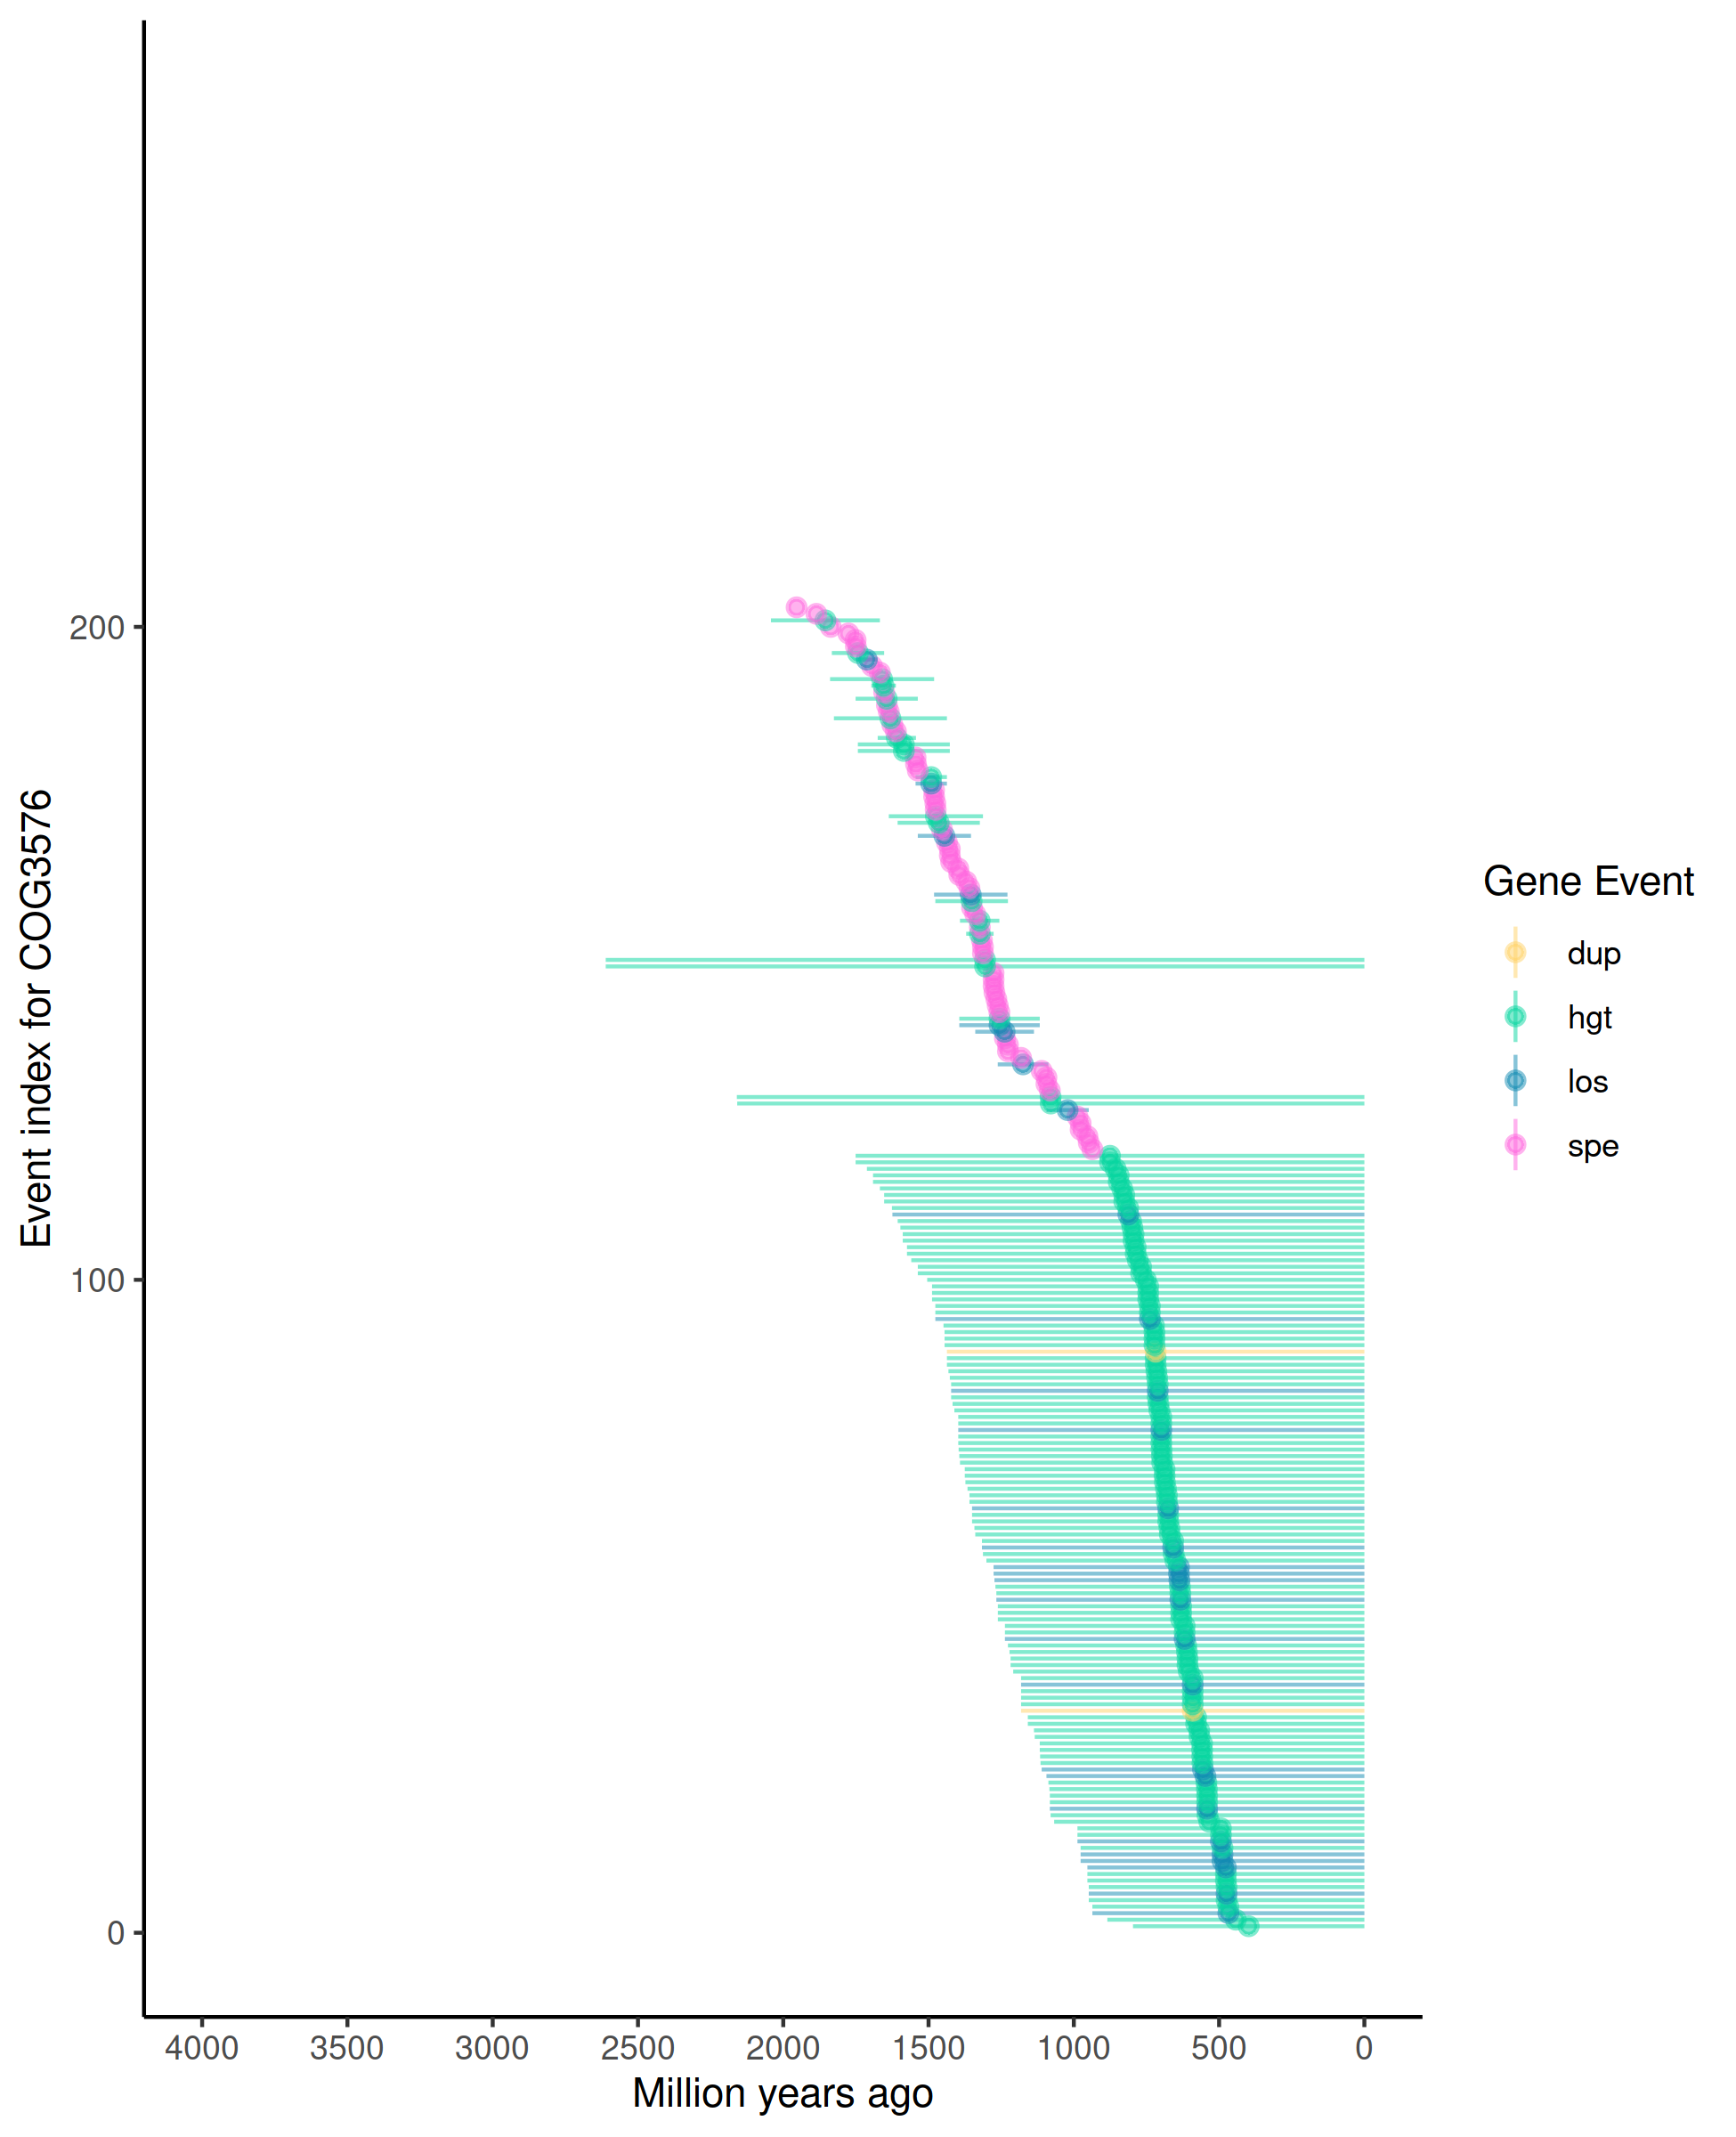 Event index for COG3576
200
100
0
4000 3500 3000 2500 2000 1500 1000 500 0
Million years ago
Gene Event
dup
hgt
los
spe